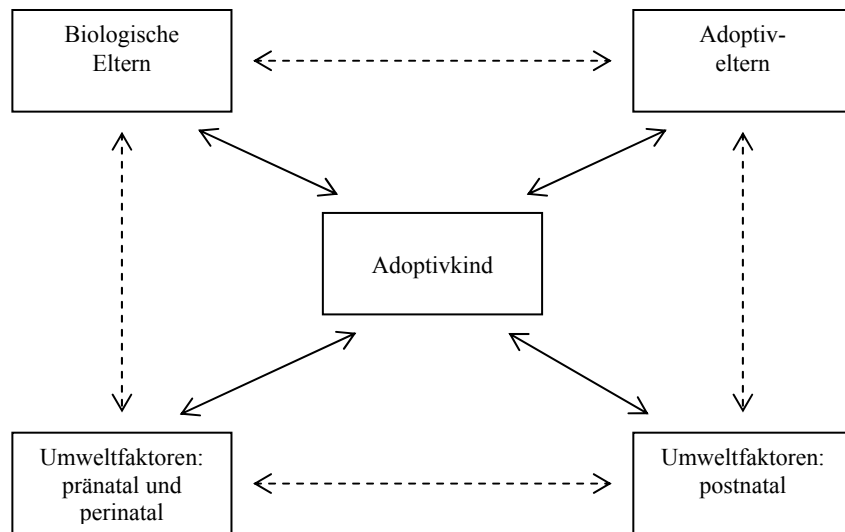 Biologische
Eltern
Adoptiv-
eltern
Adoptivkind
Umweltfaktoren:
pränatal und
perinatal
Umweltfaktoren:
postnatal